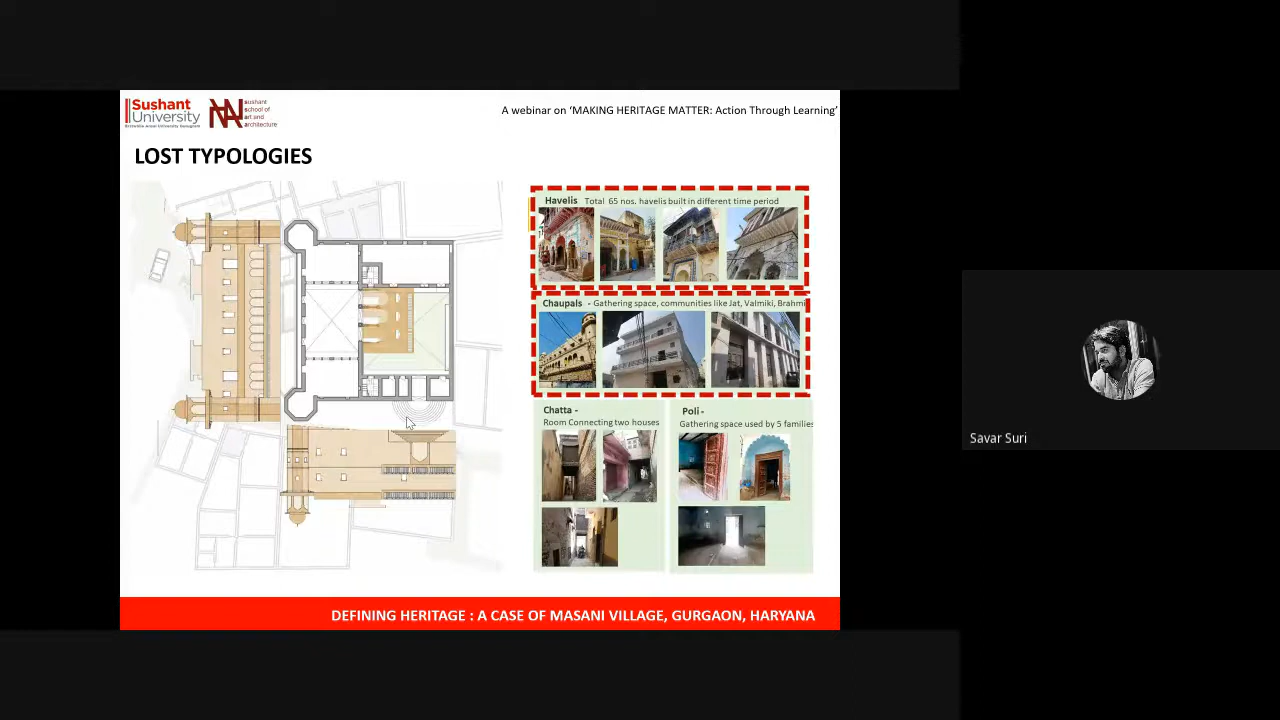 Sushant
University
sushant
school of
art and
architecture
A webinar on ‘MAKING HERITAGE MATTER: Action Through Learning’
LOST TYPOLOGIES
Havelis Total 65 nos. havelis built in different time period
Chaupals - Gathering space, communities like Jat, Valmiki, Brahmi
Chatta -
Room Connecting two houses
Poli -
Gathering space used by 5 families
DEFINING HERITAGE : A CASE OF MASANI VILLAGE, GURGAON, HARYANA
Savar Suri